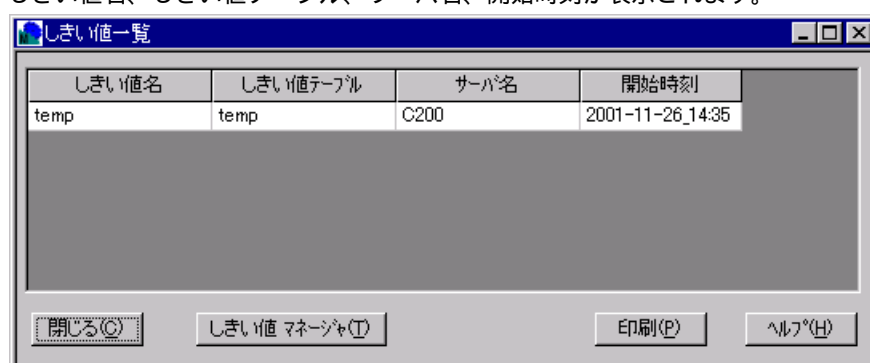 しきい値名、しきい値テーブル、サーバ名、開始時刻が表示されます。
しきい値一覧
しきい値名 しきい値テーブル サーバ名 開始時刻
temp temp C200 2001-11-26_14:35
閉じる(C) しきい値 マネージャ(T) 印刷(P) ヘルプ(H)